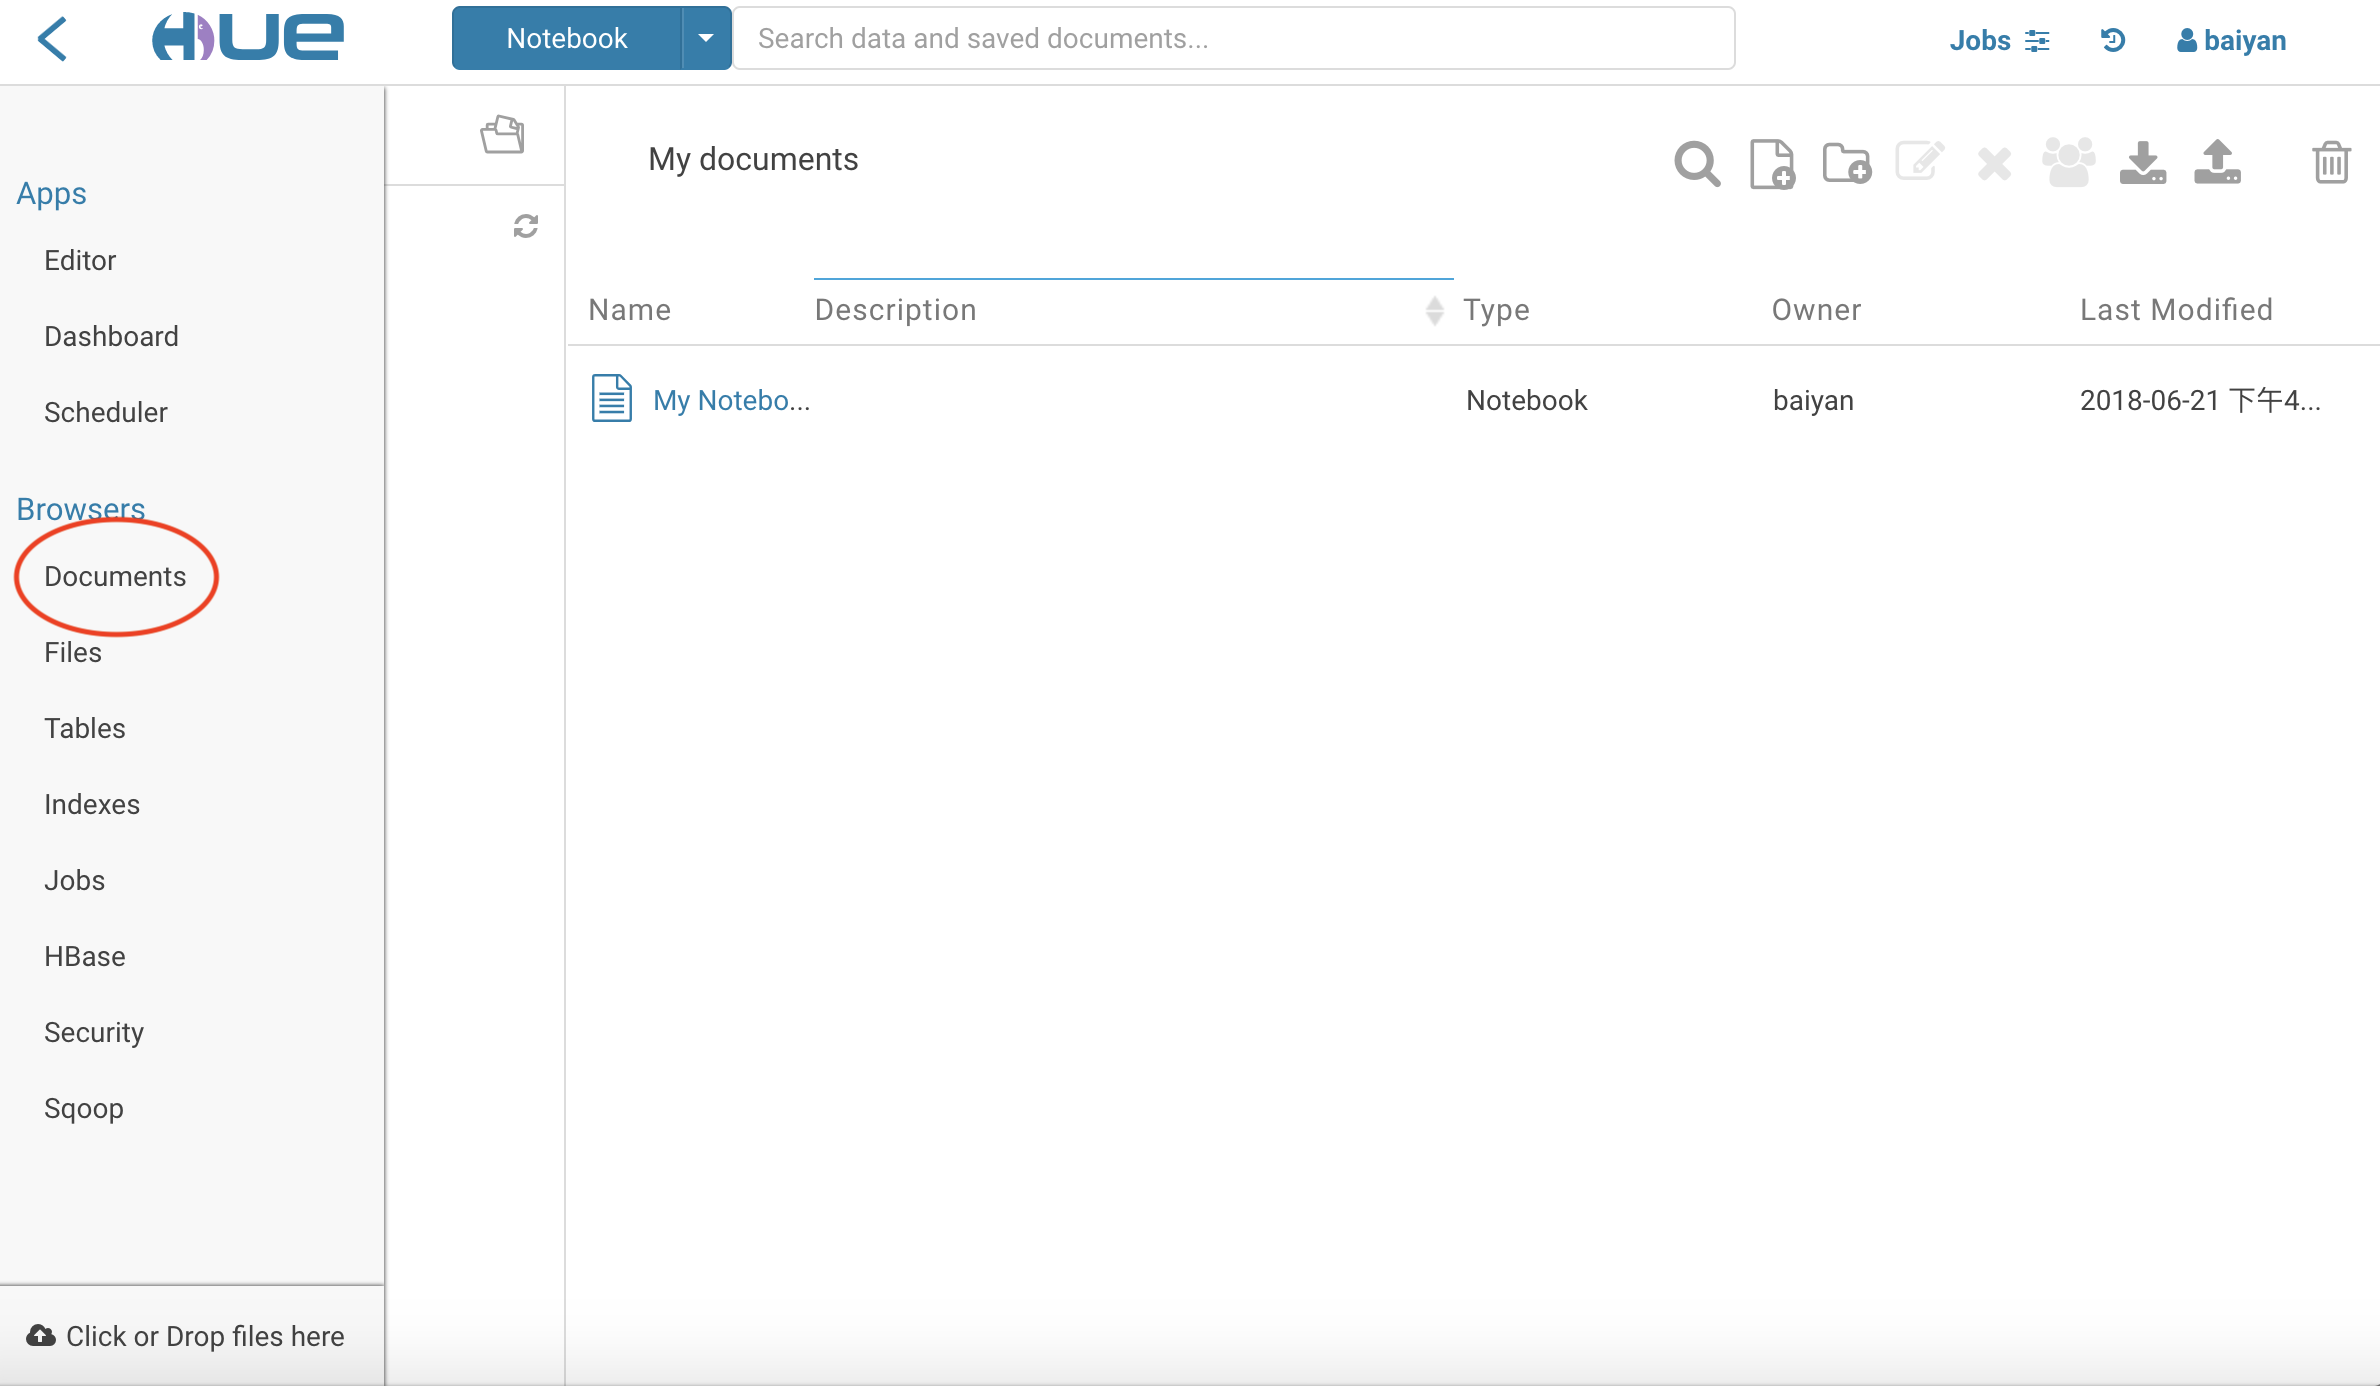 HUE
Notebook
Search data and saved documents...
Jobs
baiyan
Apps
Editor
Dashboard
Scheduler
Browsers
Documents
Files
Tables
Indexes
Jobs
HBase
Security
Sqoop
Click or Drop files here
My documents
Name Description Type Owner Last Modified
My Notebo... Notebook baiyan 2018-06-21 下午4...